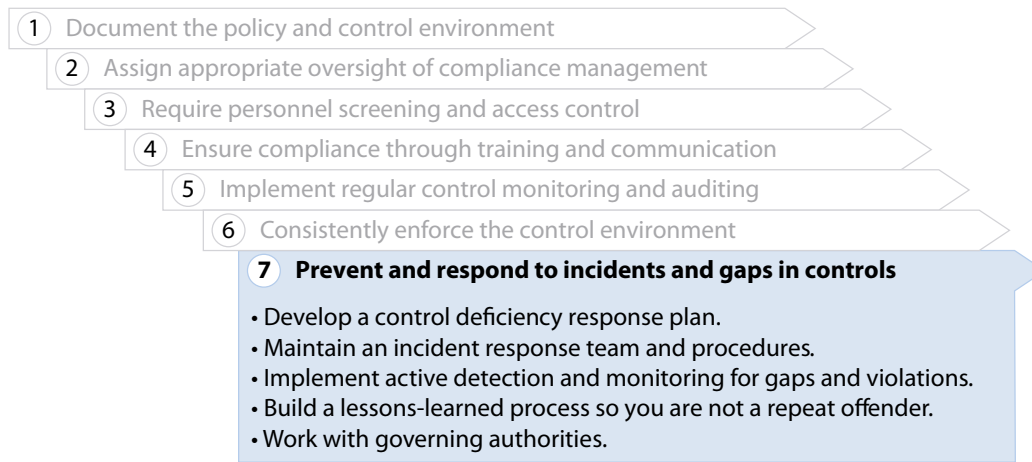 1 Document the policy and control environment
2 Assign appropriate oversight of compliance management
3 Require personnel screening and access control
4 Ensure compliance through training and communication
5 Implement regular control monitoring and auditing
6 Consistently enforce the control environment
7 Prevent and respond to incidents and gaps in controls
• Develop a control deficiency response plan.
• Maintain an incident response team and procedures.
• Implement active detection and monitoring for gaps and violations.
• Build a lessons-learned process so you are not a repeat offender.
• Work with governing authorities.